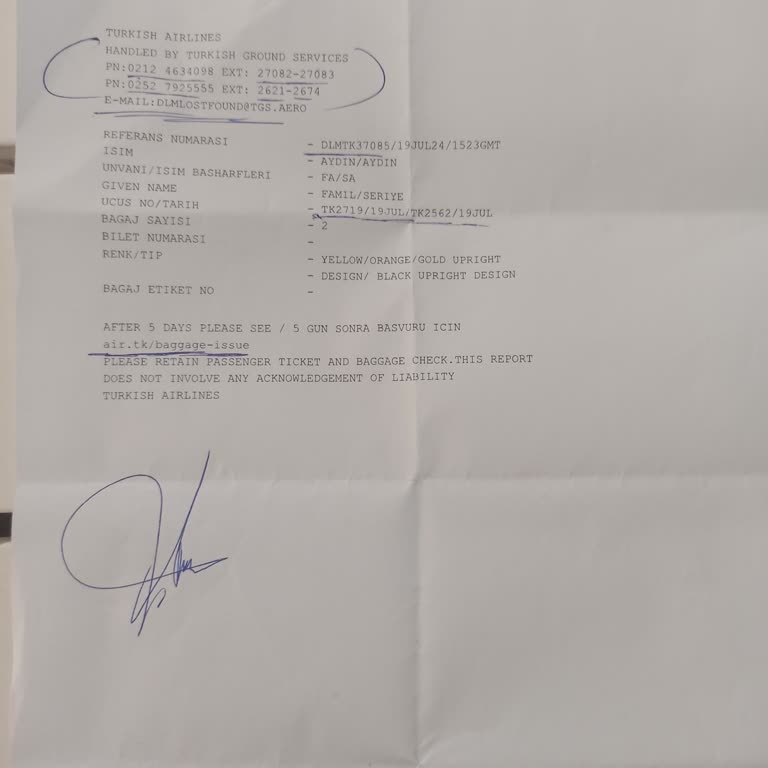 TURKISH AIRLINES
HANDLED BY TURKISH GROUND SERVICES
PN:0212 4634098 EXT: 27082-27083
PN:0252 7925555 EXT: 2621-2674
E-MAIL:DLMLOSTFOUND@TGS.AERO
REFERANS NUMARASI - DLMTK37085/19JUL24/1523GMT
ISIM - AYDIN/AYDIN
UNVANI/ISIM BASHARFLERI - FA/SA
GIVEN NAME - FAMIL/SERIYE
UCUS NO/TARIH - TK2719/19JUL/TK2562/19JUL
BAGAJ SAYISI - 2
BILET NUMARASI -
RENK/TIP - YELLOW/ORANGE/GOLD UPRIGHT
- DESIGN/ BLACK UPRIGHT DESIGN
BAGAJ ETIKET NO -
AFTER 5 DAYS PLEASE SEE / 5 GUN SONRA BASVURU ICIN
air.tk/baggage-issue
PLEASE RETAIN PASSENGER TICKET AND BAGGAGE CHECK.THIS REPORT
DOES NOT INVOLVE ANY ACKNOWLEDGEMENT OF LIABILITY
TURKISH AIRLINES